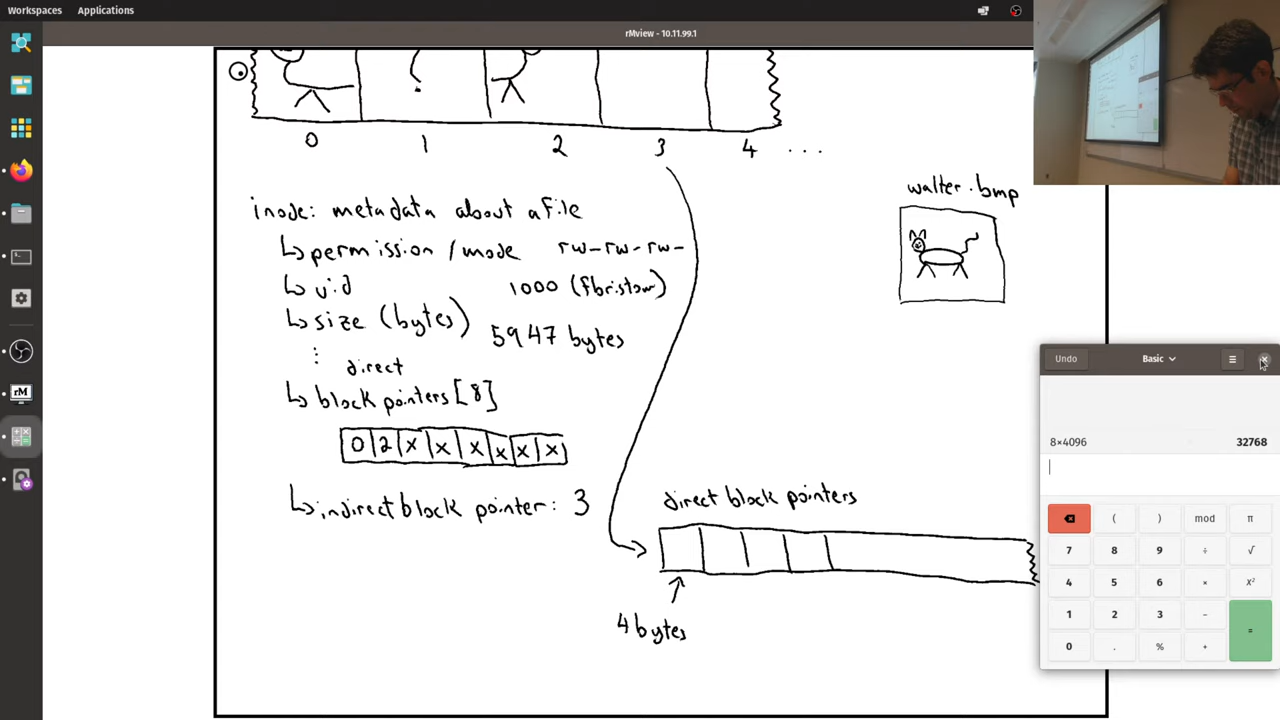 Workspaces Applications
rMview - 10.11.99.1
0 1 2 3 4 ...
walter.bmp
inode: metadata about a file
↳ permission / mode rw-rw-rw-
↳ uid 1000 (fbristow)
↳ size (bytes) 5947 bytes
⋮ direct
↳ block pointers [8]
0 2 x x x x x x
↳ indirect block pointer: 3
direct block pointers
4 bytes
Undo Basic
8×4096 32768
( ) mod π
7 8 9 ÷ √
4 5 6 × x²
1 2 3 − =
0 . % +
rM